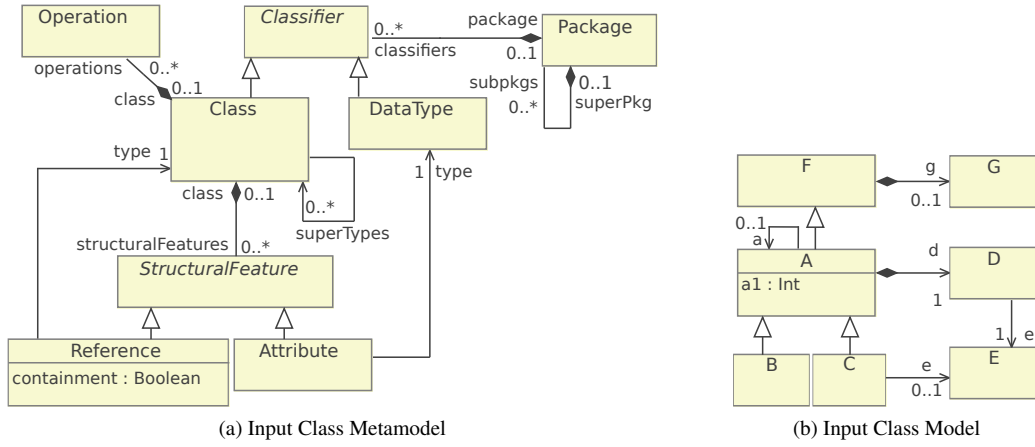 Operation
Classifier
Package
package
0..*
classifiers
0..1
operations
0..*
class
0..1
subpkgs
0..1
0..*
superPkg
Class
DataType
type 1
class
0..1
0..*
superTypes
1
type
structuralFeatures
0..*
StructuralFeature
Reference
Attribute
containment : Boolean
(a) Input Class Metamodel
F
g
G
0..1
0..1
a
A
a1 : Int
d
D
1
1
e
B
C
e
E
0..1
(b) Input Class Model